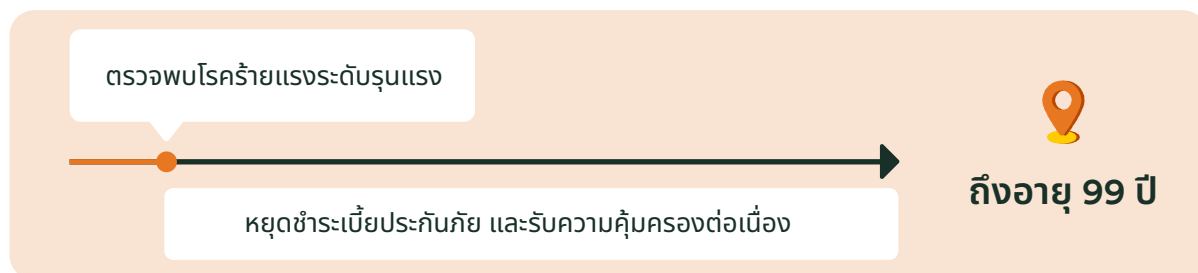 ตรวจพบโรคร้ายแรงระดับรุนแรง
หยุดชำระเบี้ยประกันภัย และรับความคุ้มครองต่อเนื่อง
ถึงอายุ 99 ปี